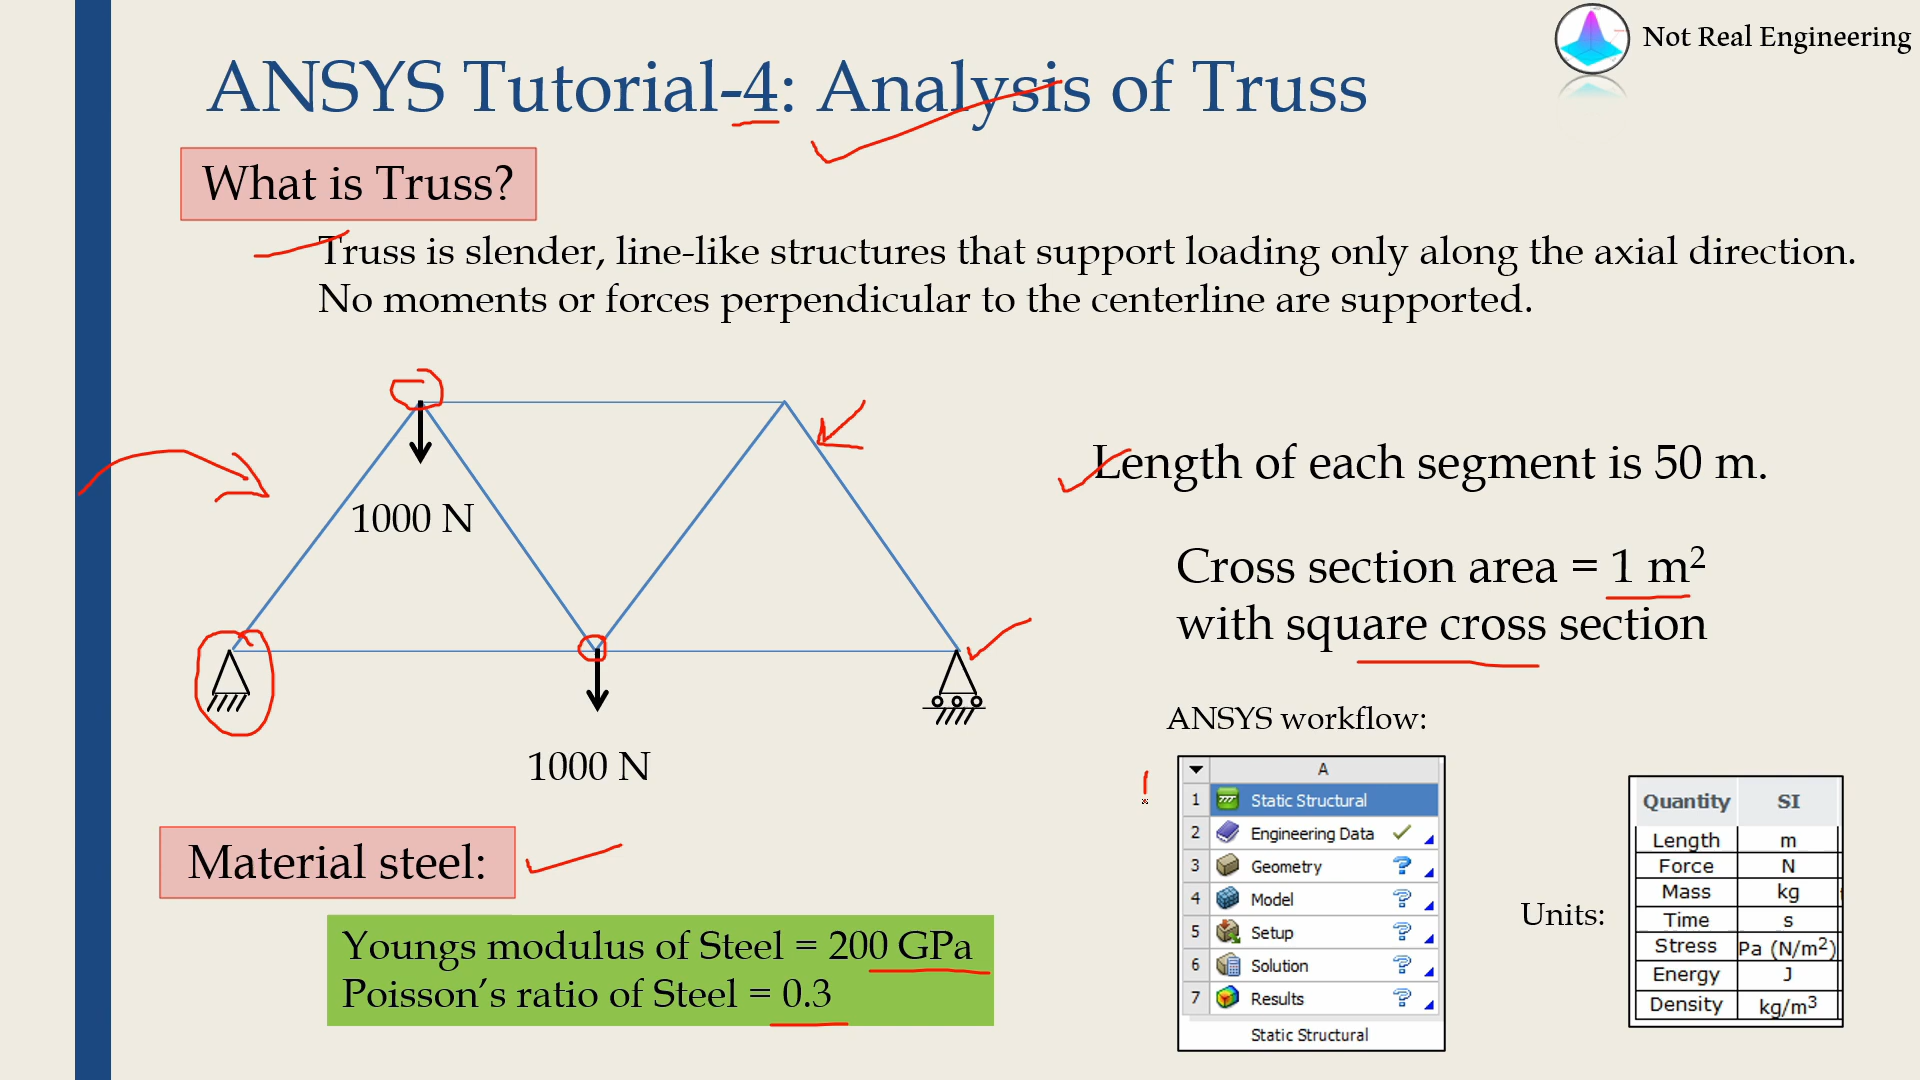 Not Real Engineering
ANSYS Tutorial-4: Analysis of Truss
What is Truss?
Truss is slender, line-like structures that support loading only along the axial direction.
No moments or forces perpendicular to the centerline are supported.
1000 N
1000 N
Length of each segment is 50 m.
Cross section area = 1 m²
with square cross section
Material steel:
Youngs modulus of Steel = 200 GPa
Poisson's ratio of Steel = 0.3
ANSYS workflow:
A
1 Static Structural
2 Engineering Data
3 Geometry
4 Model
5 Setup
6 Solution
7 Results
Static Structural
Units:
Quantity SI
Length m
Force N
Mass kg
Time s
Stress Pa (N/m²)
Energy J
Density kg/m³